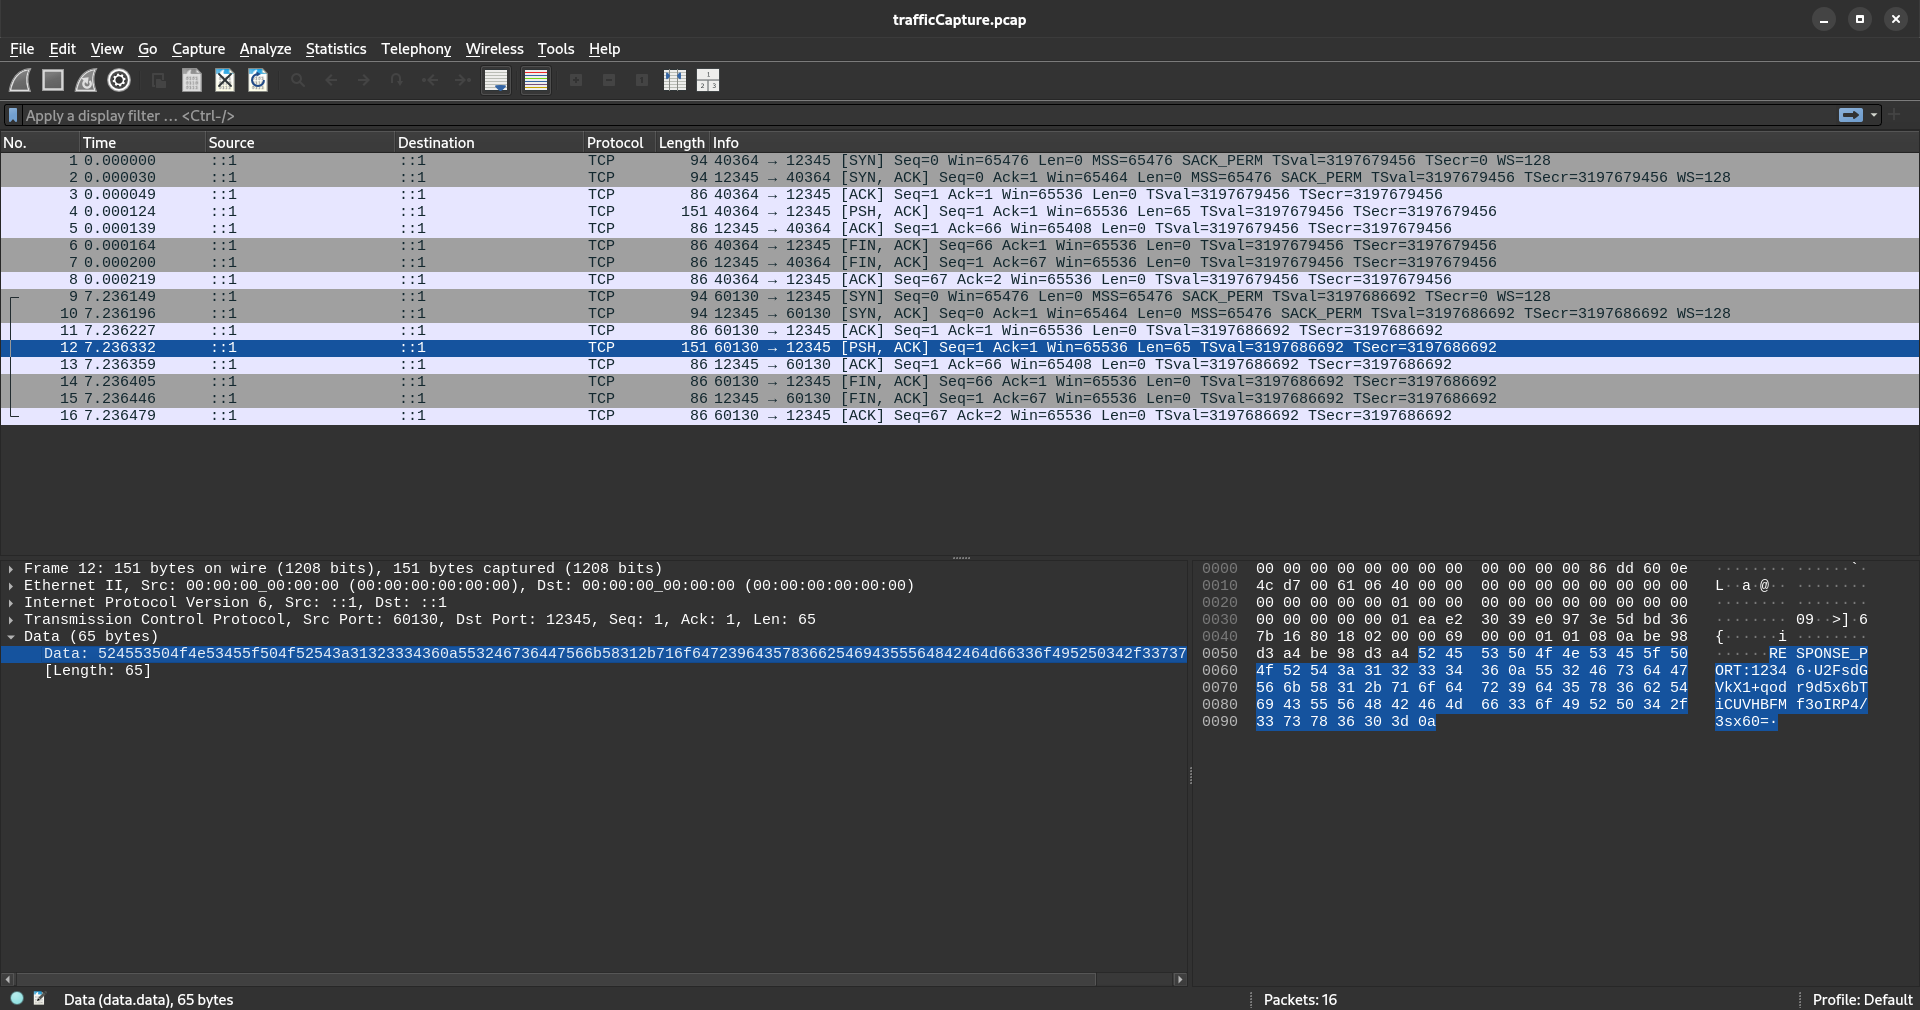 trafficCapture.pcap
File Edit View Go Capture Analyze Statistics Telephony Wireless Tools Help
Apply a display filter … <Ctrl-/>
No. Time Source Destination Protocol Length Info
1 0.000000 ::1 ::1 TCP 94 40364 → 12345 [SYN] Seq=0 Win=65476 Len=0 MSS=65476 SACK_PERM TSval=3197679456 TSecr=0 WS=128
2 0.000030 ::1 ::1 TCP 94 12345 → 40364 [SYN, ACK] Seq=0 Ack=1 Win=65464 Len=0 MSS=65476 SACK_PERM TSval=3197679456 TSecr=3197679456 WS=128
3 0.000049 ::1 ::1 TCP 86 40364 → 12345 [ACK] Seq=1 Ack=1 Win=65536 Len=0 TSval=3197679456 TSecr=3197679456
4 0.000124 ::1 ::1 TCP 151 40364 → 12345 [PSH, ACK] Seq=1 Ack=1 Win=65536 Len=65 TSval=3197679456 TSecr=3197679456
5 0.000139 ::1 ::1 TCP 86 12345 → 40364 [ACK] Seq=1 Ack=66 Win=65408 Len=0 TSval=3197679456 TSecr=3197679456
6 0.000164 ::1 ::1 TCP 86 40364 → 12345 [FIN, ACK] Seq=66 Ack=1 Win=65536 Len=0 TSval=3197679456 TSecr=3197679456
7 0.000200 ::1 ::1 TCP 86 12345 → 40364 [FIN, ACK] Seq=1 Ack=67 Win=65536 Len=0 TSval=3197679456 TSecr=3197679456
8 0.000219 ::1 ::1 TCP 86 40364 → 12345 [ACK] Seq=67 Ack=2 Win=65536 Len=0 TSval=3197679456 TSecr=3197679456
9 7.236149 ::1 ::1 TCP 94 60130 → 12345 [SYN] Seq=0 Win=65476 Len=0 MSS=65476 SACK_PERM TSval=3197686692 TSecr=0 WS=128
10 7.236196 ::1 ::1 TCP 94 12345 → 60130 [SYN, ACK] Seq=0 Ack=1 Win=65464 Len=0 MSS=65476 SACK_PERM TSval=3197686692 TSecr=3197686692 WS=128
11 7.236227 ::1 ::1 TCP 86 60130 → 12345 [ACK] Seq=1 Ack=1 Win=65536 Len=0 TSval=3197686692 TSecr=3197686692
12 7.236332 ::1 ::1 TCP 151 60130 → 12345 [PSH, ACK] Seq=1 Ack=1 Win=65536 Len=65 TSval=3197686692 TSecr=3197686692
13 7.236359 ::1 ::1 TCP 86 12345 → 60130 [ACK] Seq=1 Ack=66 Win=65408 Len=0 TSval=3197686692 TSecr=3197686692
14 7.236405 ::1 ::1 TCP 86 60130 → 12345 [FIN, ACK] Seq=66 Ack=1 Win=65536 Len=0 TSval=3197686692 TSecr=3197686692
15 7.236446 ::1 ::1 TCP 86 12345 → 60130 [FIN, ACK] Seq=1 Ack=67 Win=65536 Len=0 TSval=3197686692 TSecr=3197686692
16 7.236479 ::1 ::1 TCP 86 60130 → 12345 [ACK] Seq=67 Ack=2 Win=65536 Len=0 TSval=3197686692 TSecr=3197686692
Frame 12: 151 bytes on wire (1208 bits), 151 bytes captured (1208 bits)
Ethernet II, Src: 00:00:00_00:00:00 (00:00:00:00:00:00), Dst: 00:00:00_00:00:00 (00:00:00:00:00:00)
Internet Protocol Version 6, Src: ::1, Dst: ::1
Transmission Control Protocol, Src Port: 60130, Dst Port: 12345, Seq: 1, Ack: 1, Len: 65
Data (65 bytes)
Data: 524553504f4e53455f504f52543a31323334360a553246736447566b58312b716f6472396435783662546943555648424 64d66336f495250342f33737
[Length: 65]
0000 00 00 00 00 00 00 00 00 00 00 00 00 86 dd 60 0e ········ ······`·
0010 4c d7 00 61 06 40 00 00 00 00 00 00 00 00 00 00 L··a·@·· ········
0020 00 00 00 00 00 01 00 00 00 00 00 00 00 00 00 00 ········ ········
0030 00 00 00 00 00 01 ea e2 30 39 e0 97 3e 5d bd 36 ········ 09··>]·6
0040 7b 16 80 18 02 00 00 69 00 00 01 01 08 0a be 98 {······i ········
0050 d3 a4 be 98 d3 a4 52 45 53 50 4f 4e 53 45 5f 50 ······RE SPONSE_P
0060 4f 52 54 3a 31 32 33 34 36 0a 55 32 46 73 64 47 ORT:1234 6·U2FsdG
0070 56 6b 58 31 2b 71 6f 64 72 39 64 35 78 36 62 54 VkX1+qod r9d5x6bT
0080 69 43 55 56 48 42 46 4d 66 33 6f 49 52 50 34 2f iCUVHBFM f3oIRP4/
0090 33 73 78 36 30 3d 0a 3sx60=·
Data (data.data), 65 bytes
Packets: 16
Profile: Default